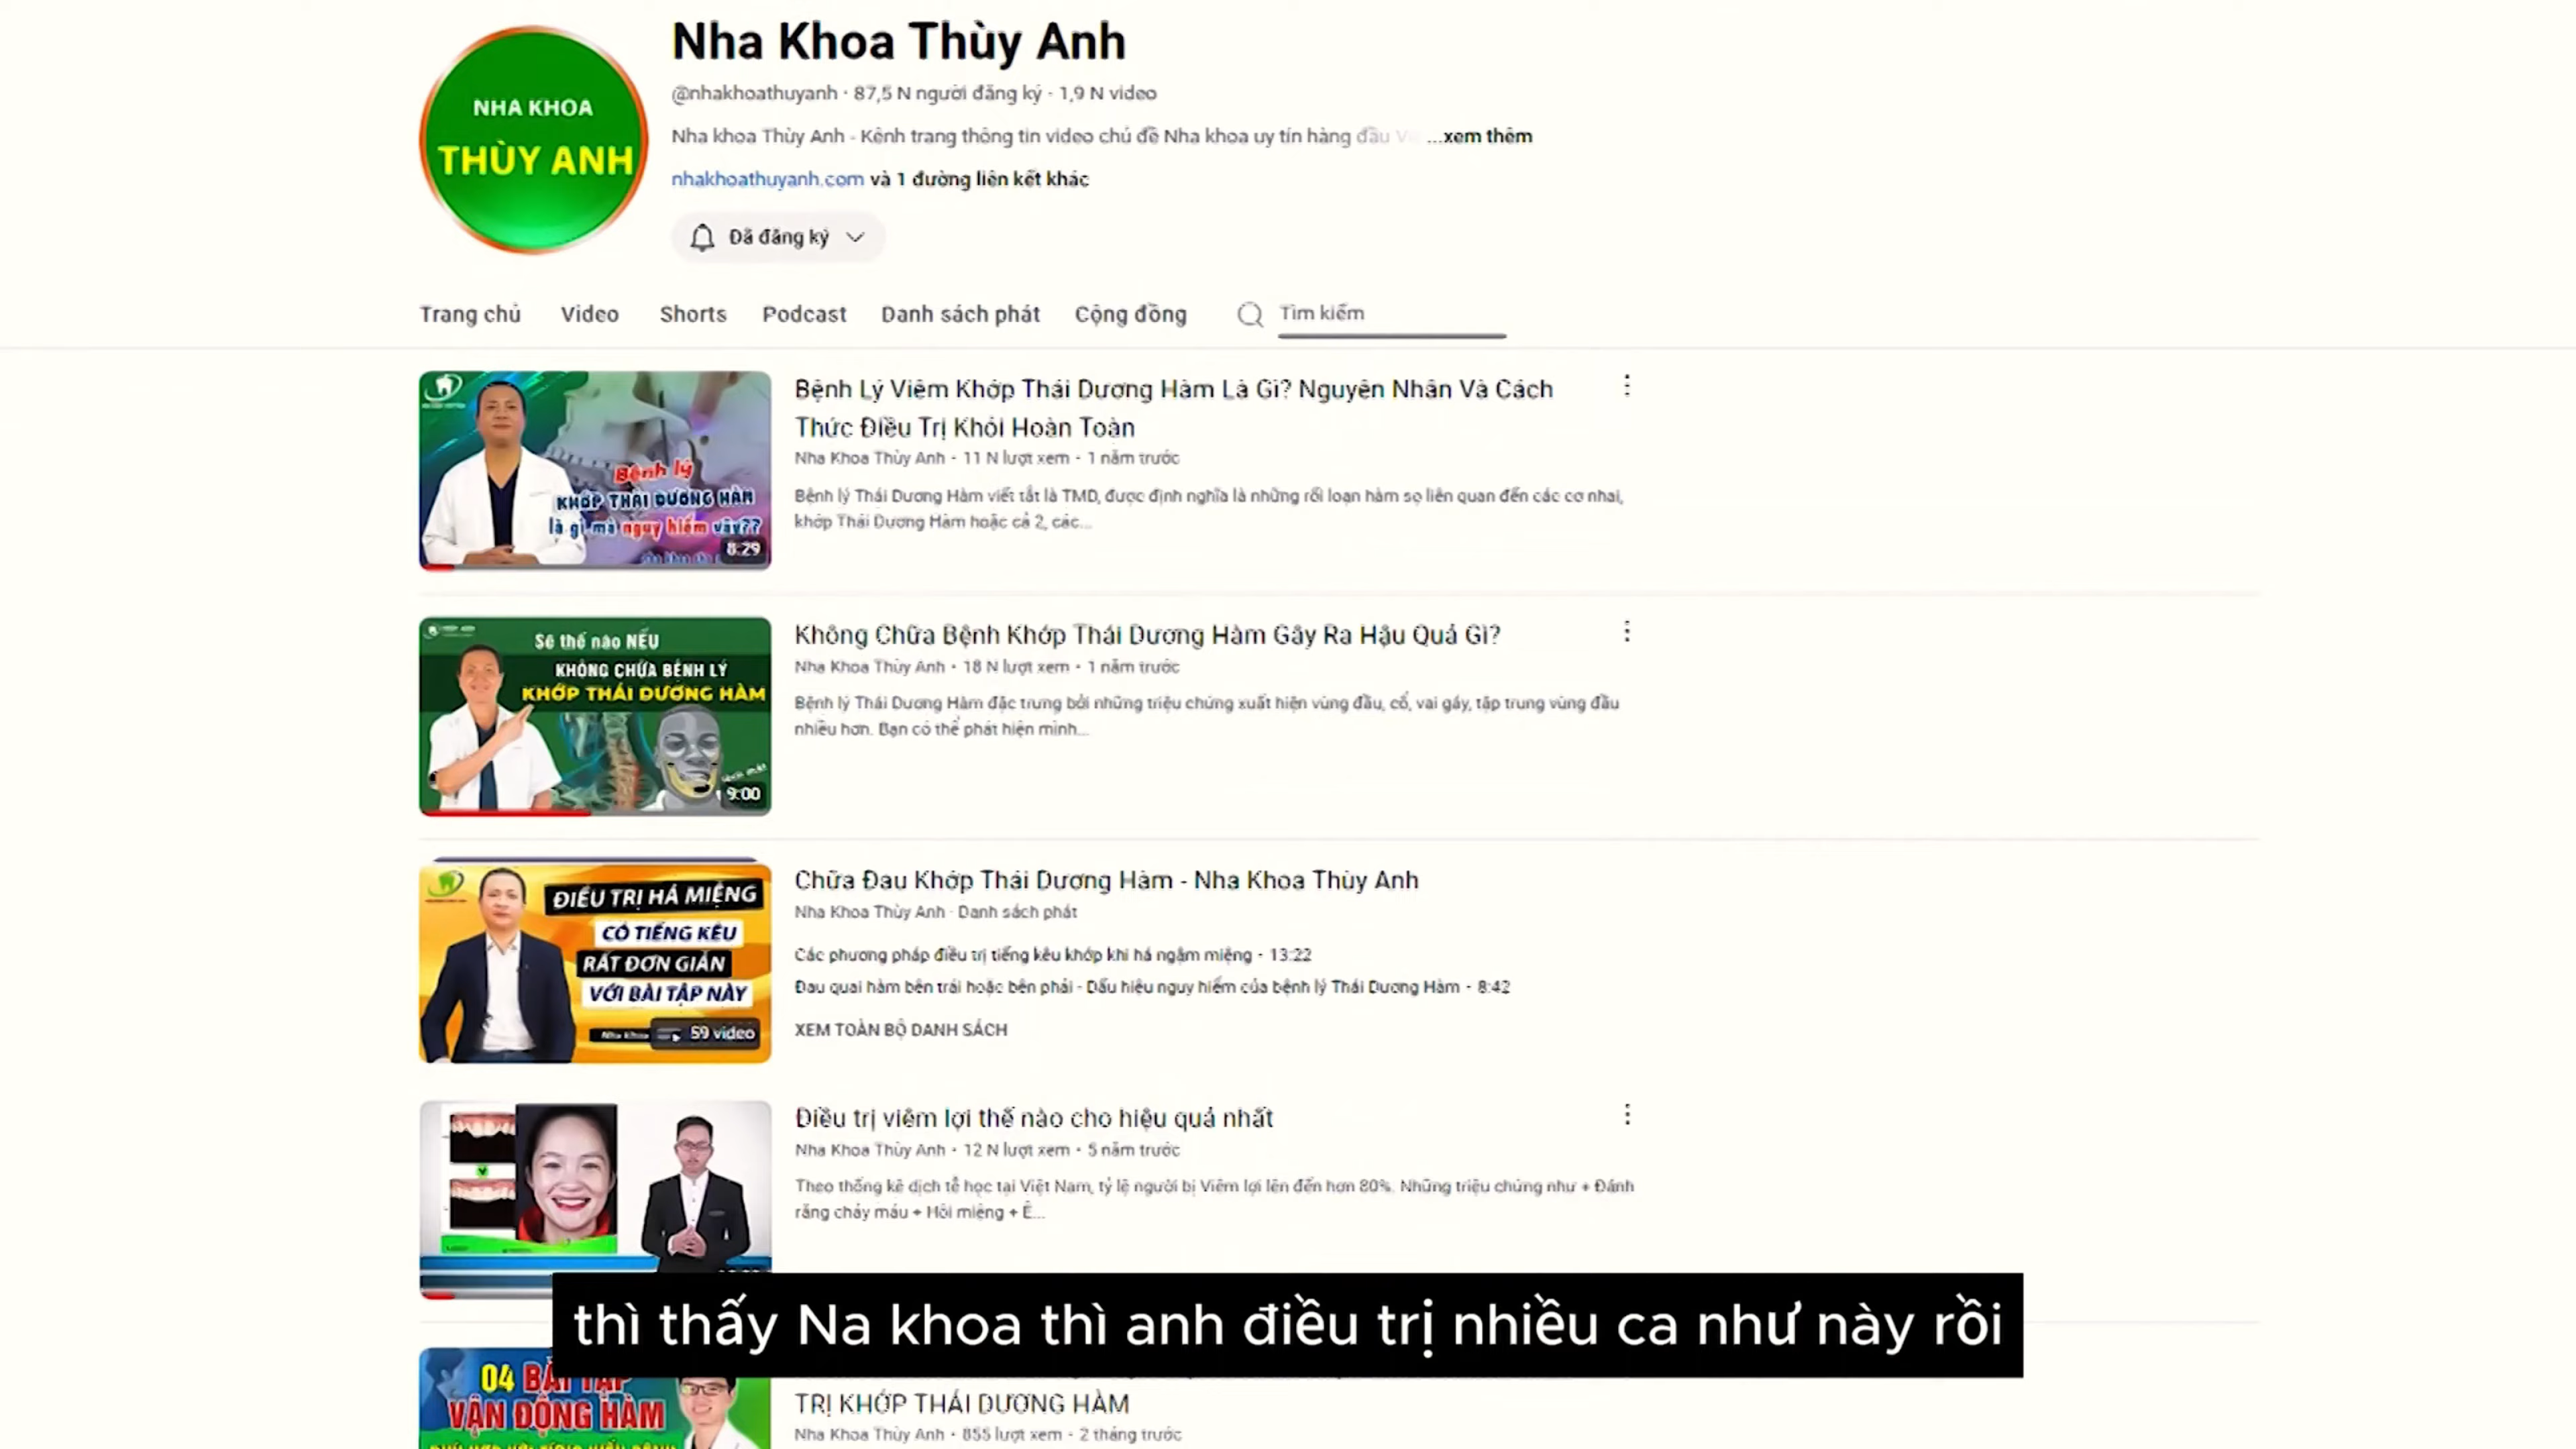 Nha Khoa Thùy Anh
NHA KHOA
THÙY ANH
@nhakhoathuyanh · 87,5 N người đăng ký · 1,9 N video
Nha khoa Thùy Anh - Kênh trang thông tin video chủ đề Nha khoa uy tín hàng đầu ...xem thêm
nhakhoathuyanh.com và 1 đường liên kết khác
Đã đăng ký
Trang chủ Video Shorts Podcast Danh sách phát Cộng đồng Tìm kiếm
Bệnh lý
KHỚP THÁI DƯƠNG HÀM
là gì mà nguy hiểm vậy??
8:29
Bệnh Lý Viêm Khớp Thái Dương Hàm Là Gì? Nguyên Nhân Và Cách
Thức Điều Trị Khỏi Hoàn Toàn
Nha Khoa Thùy Anh · 11 N lượt xem · 1 năm trước
Bệnh lý Thái Dương Hàm viết tắt là TMD, được định nghĩa là những rối loạn hàm sọ liên quan đến các cơ nhai,
khớp Thái Dương Hàm hoặc cả 2, các...
Sẽ thế nào NẾU
KHÔNG CHỮA BỆNH LÝ
KHỚP THÁI DƯƠNG HÀM
9:00
Không Chữa Bệnh Khớp Thái Dương Hàm Gây Ra Hậu Quả Gì?
Nha Khoa Thùy Anh · 18 N lượt xem · 1 năm trước
Bệnh lý Thái Dương Hàm đặc trưng bởi những triệu chứng xuất hiện vùng đầu, cổ, vai gáy, tập trung vùng đầu
nhiều hơn. Bạn có thể phát hiện mình...
ĐIỀU TRỊ HÁ MIỆNG
CÓ TIẾNG KÊU
RẤT ĐƠN GIẢN
VỚI BÀI TẬP NÀY
59 video
Chữa Đau Khớp Thái Dương Hàm - Nha Khoa Thùy Anh
Nha Khoa Thùy Anh · Danh sách phát
Các phương pháp điều trị tiếng kêu khớp khi há ngậm miệng · 13:22
Đau quai hàm bên trái hoặc bên phải - Dấu hiệu nguy hiểm của bệnh lý Thái Dương Hàm · 8:42
XEM TOÀN BỘ DANH SÁCH
Điều trị viêm lợi thế nào cho hiệu quả nhất
Nha Khoa Thùy Anh · 12 N lượt xem · 5 năm trước
Theo thống kê dịch tễ học tại Việt Nam, tỷ lệ người bị Viêm lợi lên đến hơn 80%. Những triệu chứng như + Đánh
răng chảy máu + Hôi miệng + Ê...
thì thấy Na khoa thì anh điều trị nhiều ca như này rồi
04 BÀI TẬP
VẬN ĐỘNG HÀM
TRỊ KHỚP THÁI DƯƠNG HÀM
Nha Khoa Thùy Anh · 855 lượt xem · 2 tháng trước